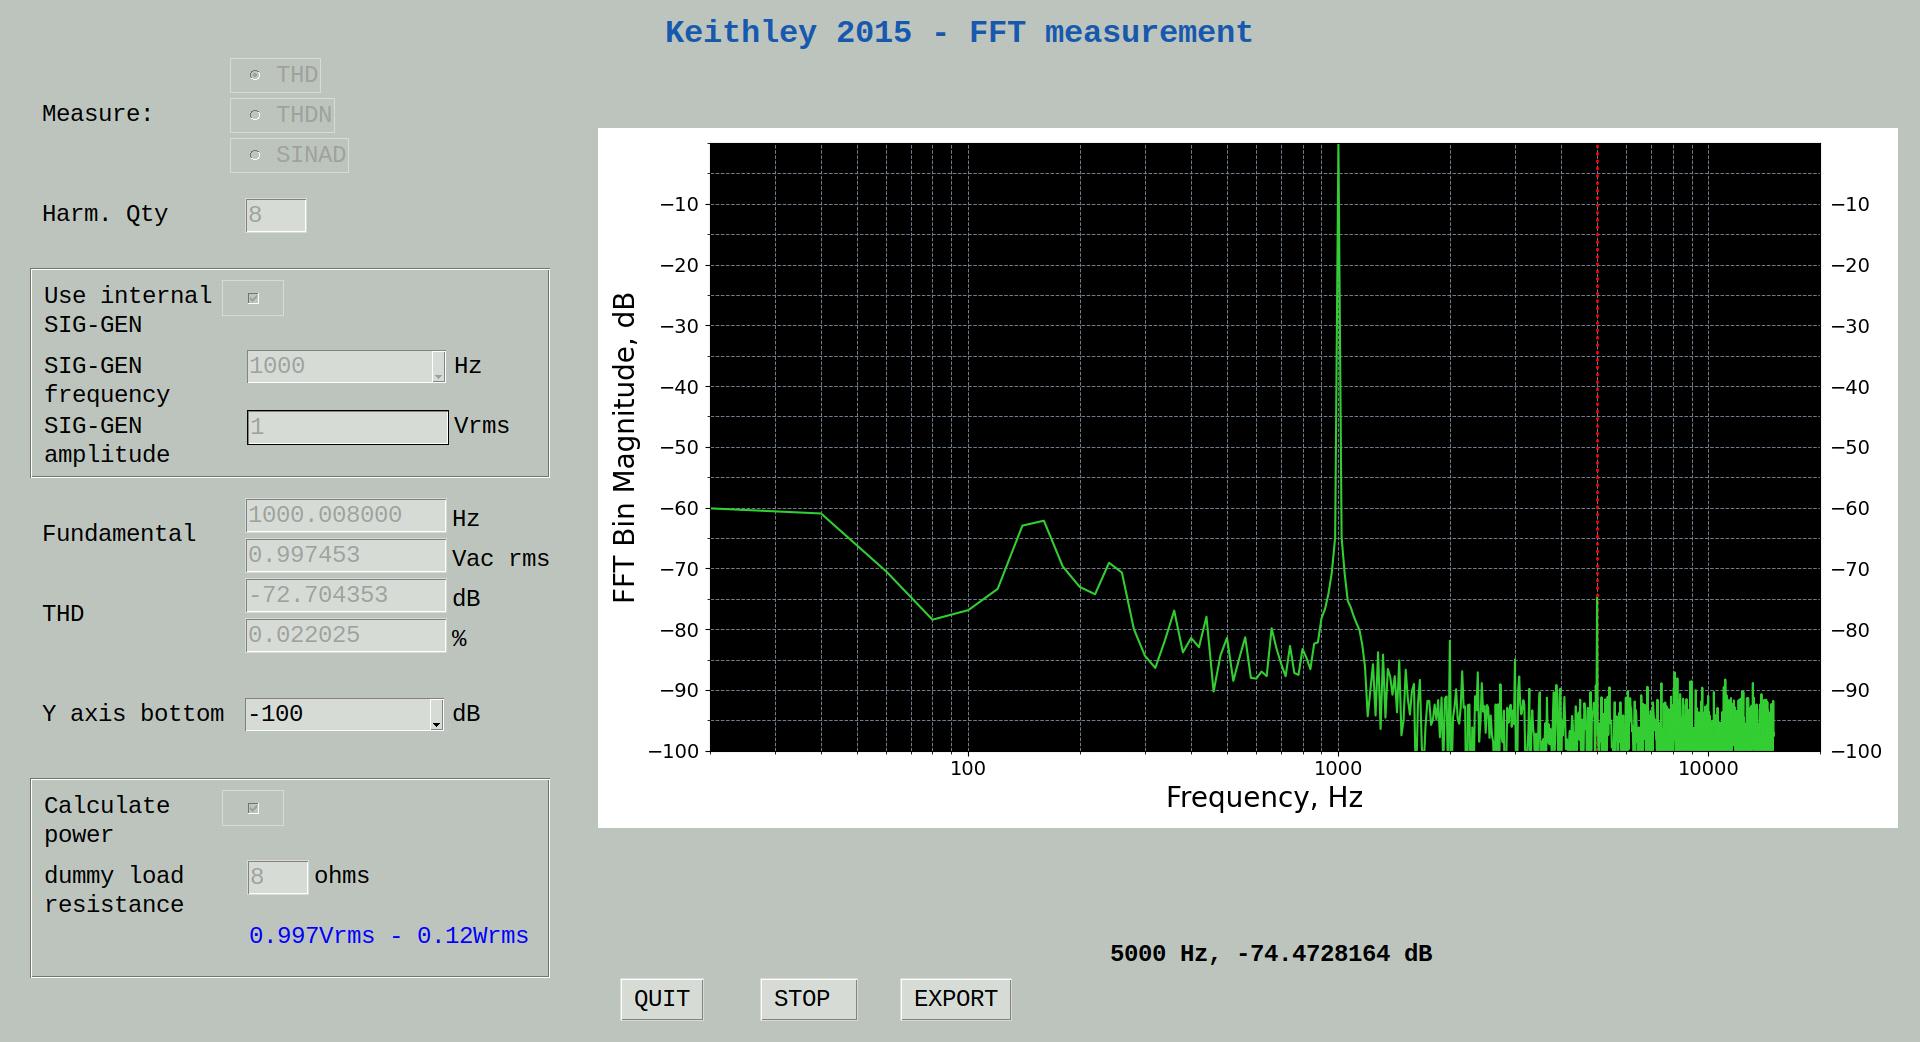 Keithley 2015 - FFT measurement
Measure:
THD
THDN
SINAD
Harm. Qty
8
Use internal
SIG-GEN
SIG-GEN
frequency
1000
Hz
SIG-GEN
amplitude
1
Vrms
Fundamental
1000.008000
Hz
0.997453
Vac rms
THD
-72.704353
dB
0.022025
%
Y axis bottom
-100
dB
Calculate
power
dummy load
resistance
8
ohms
0.997Vrms - 0.12Wrms
FFT Bin Magnitude, dB
−10
−20
−30
−40
−50
−60
−70
−80
−90
−100
−10
−20
−30
−40
−50
−60
−70
−80
−90
−100
100
1000
10000
Frequency, Hz
5000 Hz, -74.4728164 dB
QUIT
STOP
EXPORT